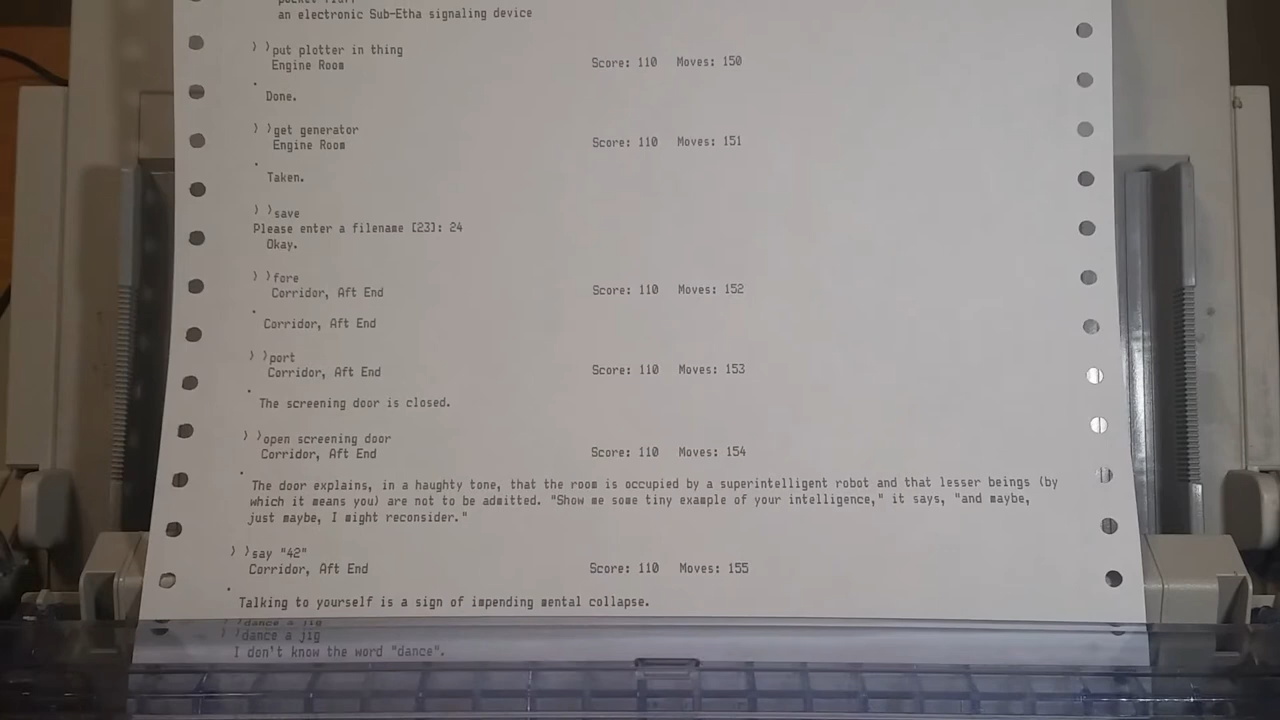 an electronic Sub-Etha signaling device
> >put plotter in thing
Engine Room Score: 110 Moves: 150
Done.
> >get generator
Engine Room Score: 110 Moves: 151
Taken.
> >save
Please enter a filename [23]: 24
Okay.
> >fore
Corridor, Aft End Score: 110 Moves: 152
Corridor, Aft End
> >port
Corridor, Aft End Score: 110 Moves: 153
The screening door is closed.
> >open screening door
Corridor, Aft End Score: 110 Moves: 154
The door explains, in a haughty tone, that the room is occupied by a superintelligent robot and that lesser beings (by
which it means you) are not to be admitted. "Show me some tiny example of your intelligence," it says, "and maybe,
just maybe, I might reconsider."
> >say "42"
Corridor, Aft End Score: 110 Moves: 155
Talking to yourself is a sign of impending mental collapse.
> >dance a jig
I don't know the word "dance".